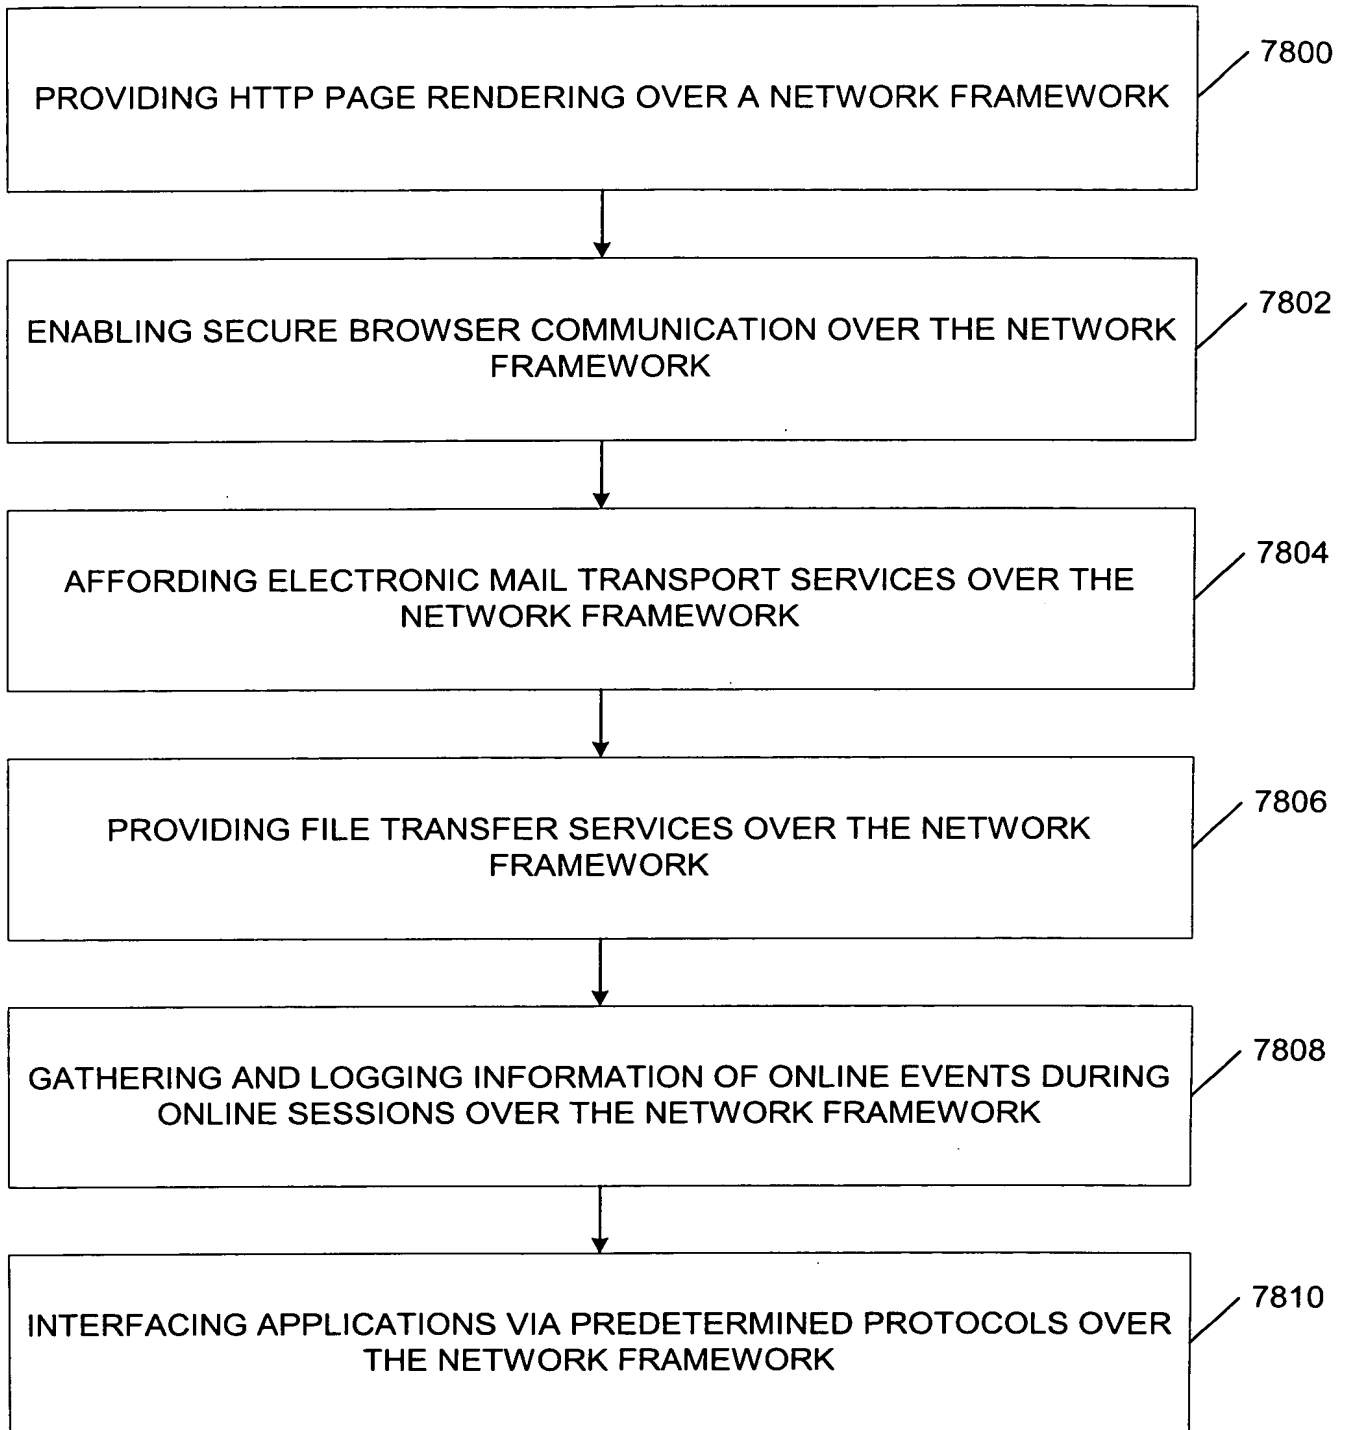 7800
PROVIDING HTTP PAGE RENDERING OVER A NETWORK FRAMEWORK
7802
ENABLING SECURE BROWSER COMMUNICATION OVER THE NETWORK
FRAMEWORK
7804
AFFORDING ELECTRONIC MAIL TRANSPORT SERVICES OVER THE
NETWORK FRAMEWORK
7806
PROVIDING FILE TRANSFER SERVICES OVER THE NETWORK
FRAMEWORK
7808
GATHERING AND LOGGING INFORMATION OF ONLINE EVENTS DURING
ONLINE SESSIONS OVER THE NETWORK FRAMEWORK
7810
INTERFACING APPLICATIONS VIA PREDETERMINED PROTOCOLS OVER
THE NETWORK FRAMEWORK